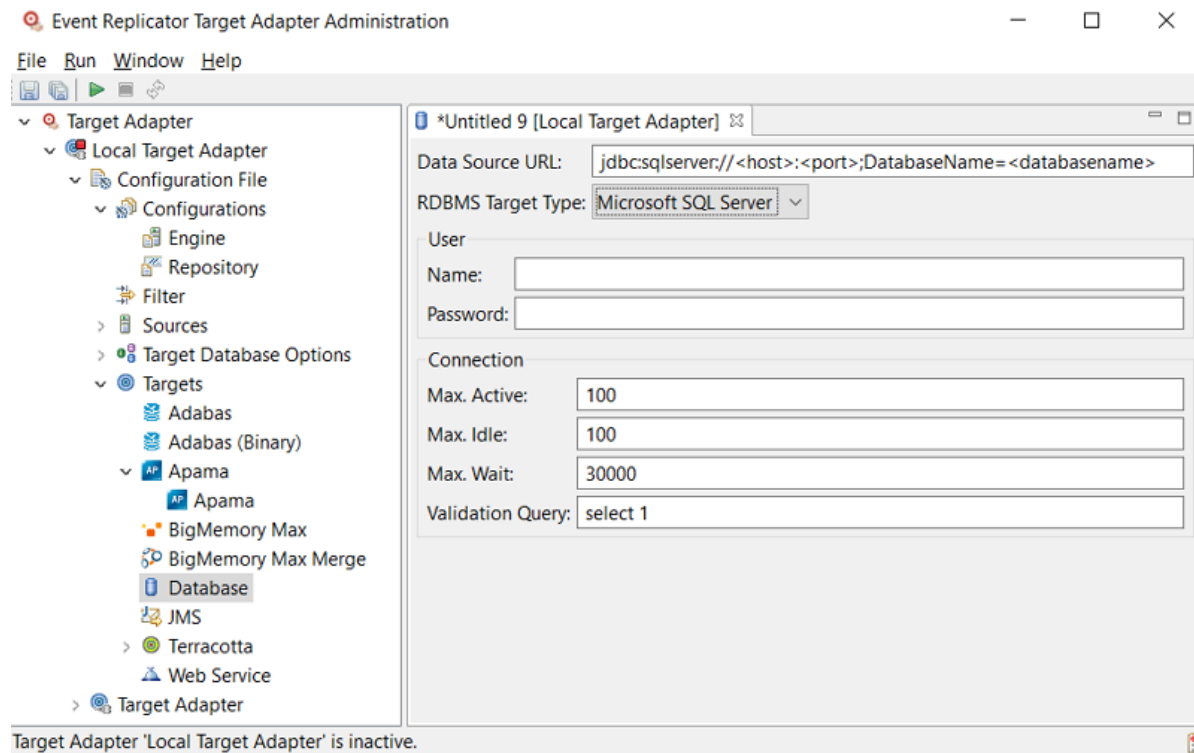 Event Replicator Target Adapter Administration
File Run Window Help
Target Adapter
Local Target Adapter
Configuration File
Configurations
Engine
Repository
Filter
Sources
Target Database Options
Targets
Adabas
Adabas (Binary)
Apama
Apama
BigMemory Max
BigMemory Max Merge
Database
JMS
Terracotta
Web Service
Target Adapter
*Untitled 9 [Local Target Adapter]
Data Source URL: jdbc:sqlserver://<host>:<port>;DatabaseName=<databasename>
RDBMS Target Type: Microsoft SQL Server
User
Name:
Password:
Connection
Max. Active: 100
Max. Idle: 100
Max. Wait: 30000
Validation Query: select 1
Target Adapter 'Local Target Adapter' is inactive.